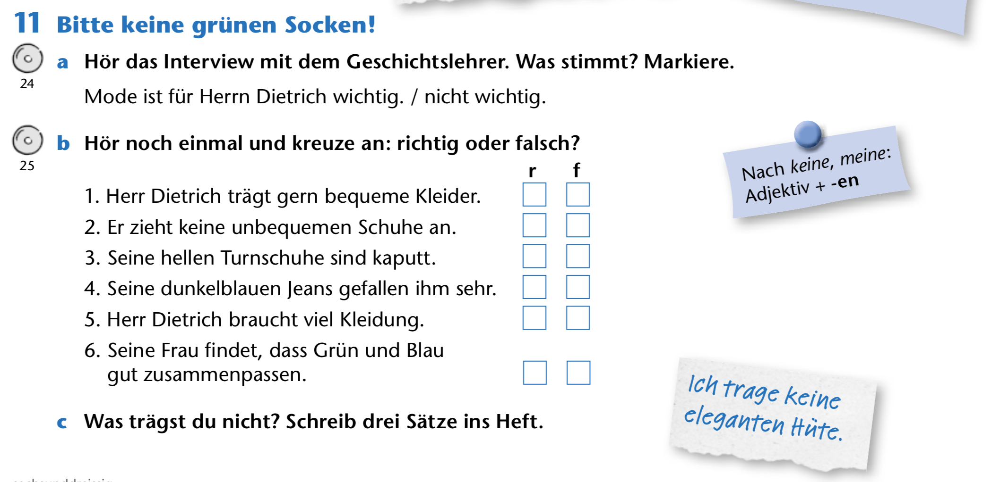 11 Bitte keine grünen Socken!
a Hör das Interview mit dem Geschichtslehrer. Was stimmt? Markiere.
24
Mode ist für Herrn Dietrich wichtig. / nicht wichtig.
b Hör noch einmal und kreuze an: richtig oder falsch?
25
r f
1. Herr Dietrich trägt gern bequeme Kleider.
2. Er zieht keine unbequemen Schuhe an.
3. Seine hellen Turnschuhe sind kaputt.
4. Seine dunkelblauen Jeans gefallen ihm sehr.
5. Herr Dietrich braucht viel Kleidung.
6. Seine Frau findet, dass Grün und Blau
gut zusammenpassen.
Nach keine, meine:
Adjektiv + -en
c Was trägst du nicht? Schreib drei Sätze ins Heft.
Ich trage keine
eleganten Hüte.